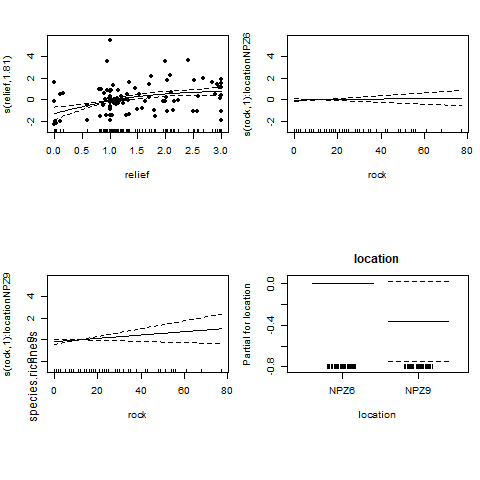 s(relief,1.81)
6
4
2
0
-2
0.0 0.5 1.0 1.5 2.0 2.5 3.0
relief
s(rock,1):locationNPZ6
4
2
0
-2
0 20 40 60 80
rock
s(rock,1):locationNPZ9
species.richness
4
2
0
-2
0 20 40 60 80
rock
location
Partial for location
0.0
-0.4
-0.8
NPZ6 NPZ9
location